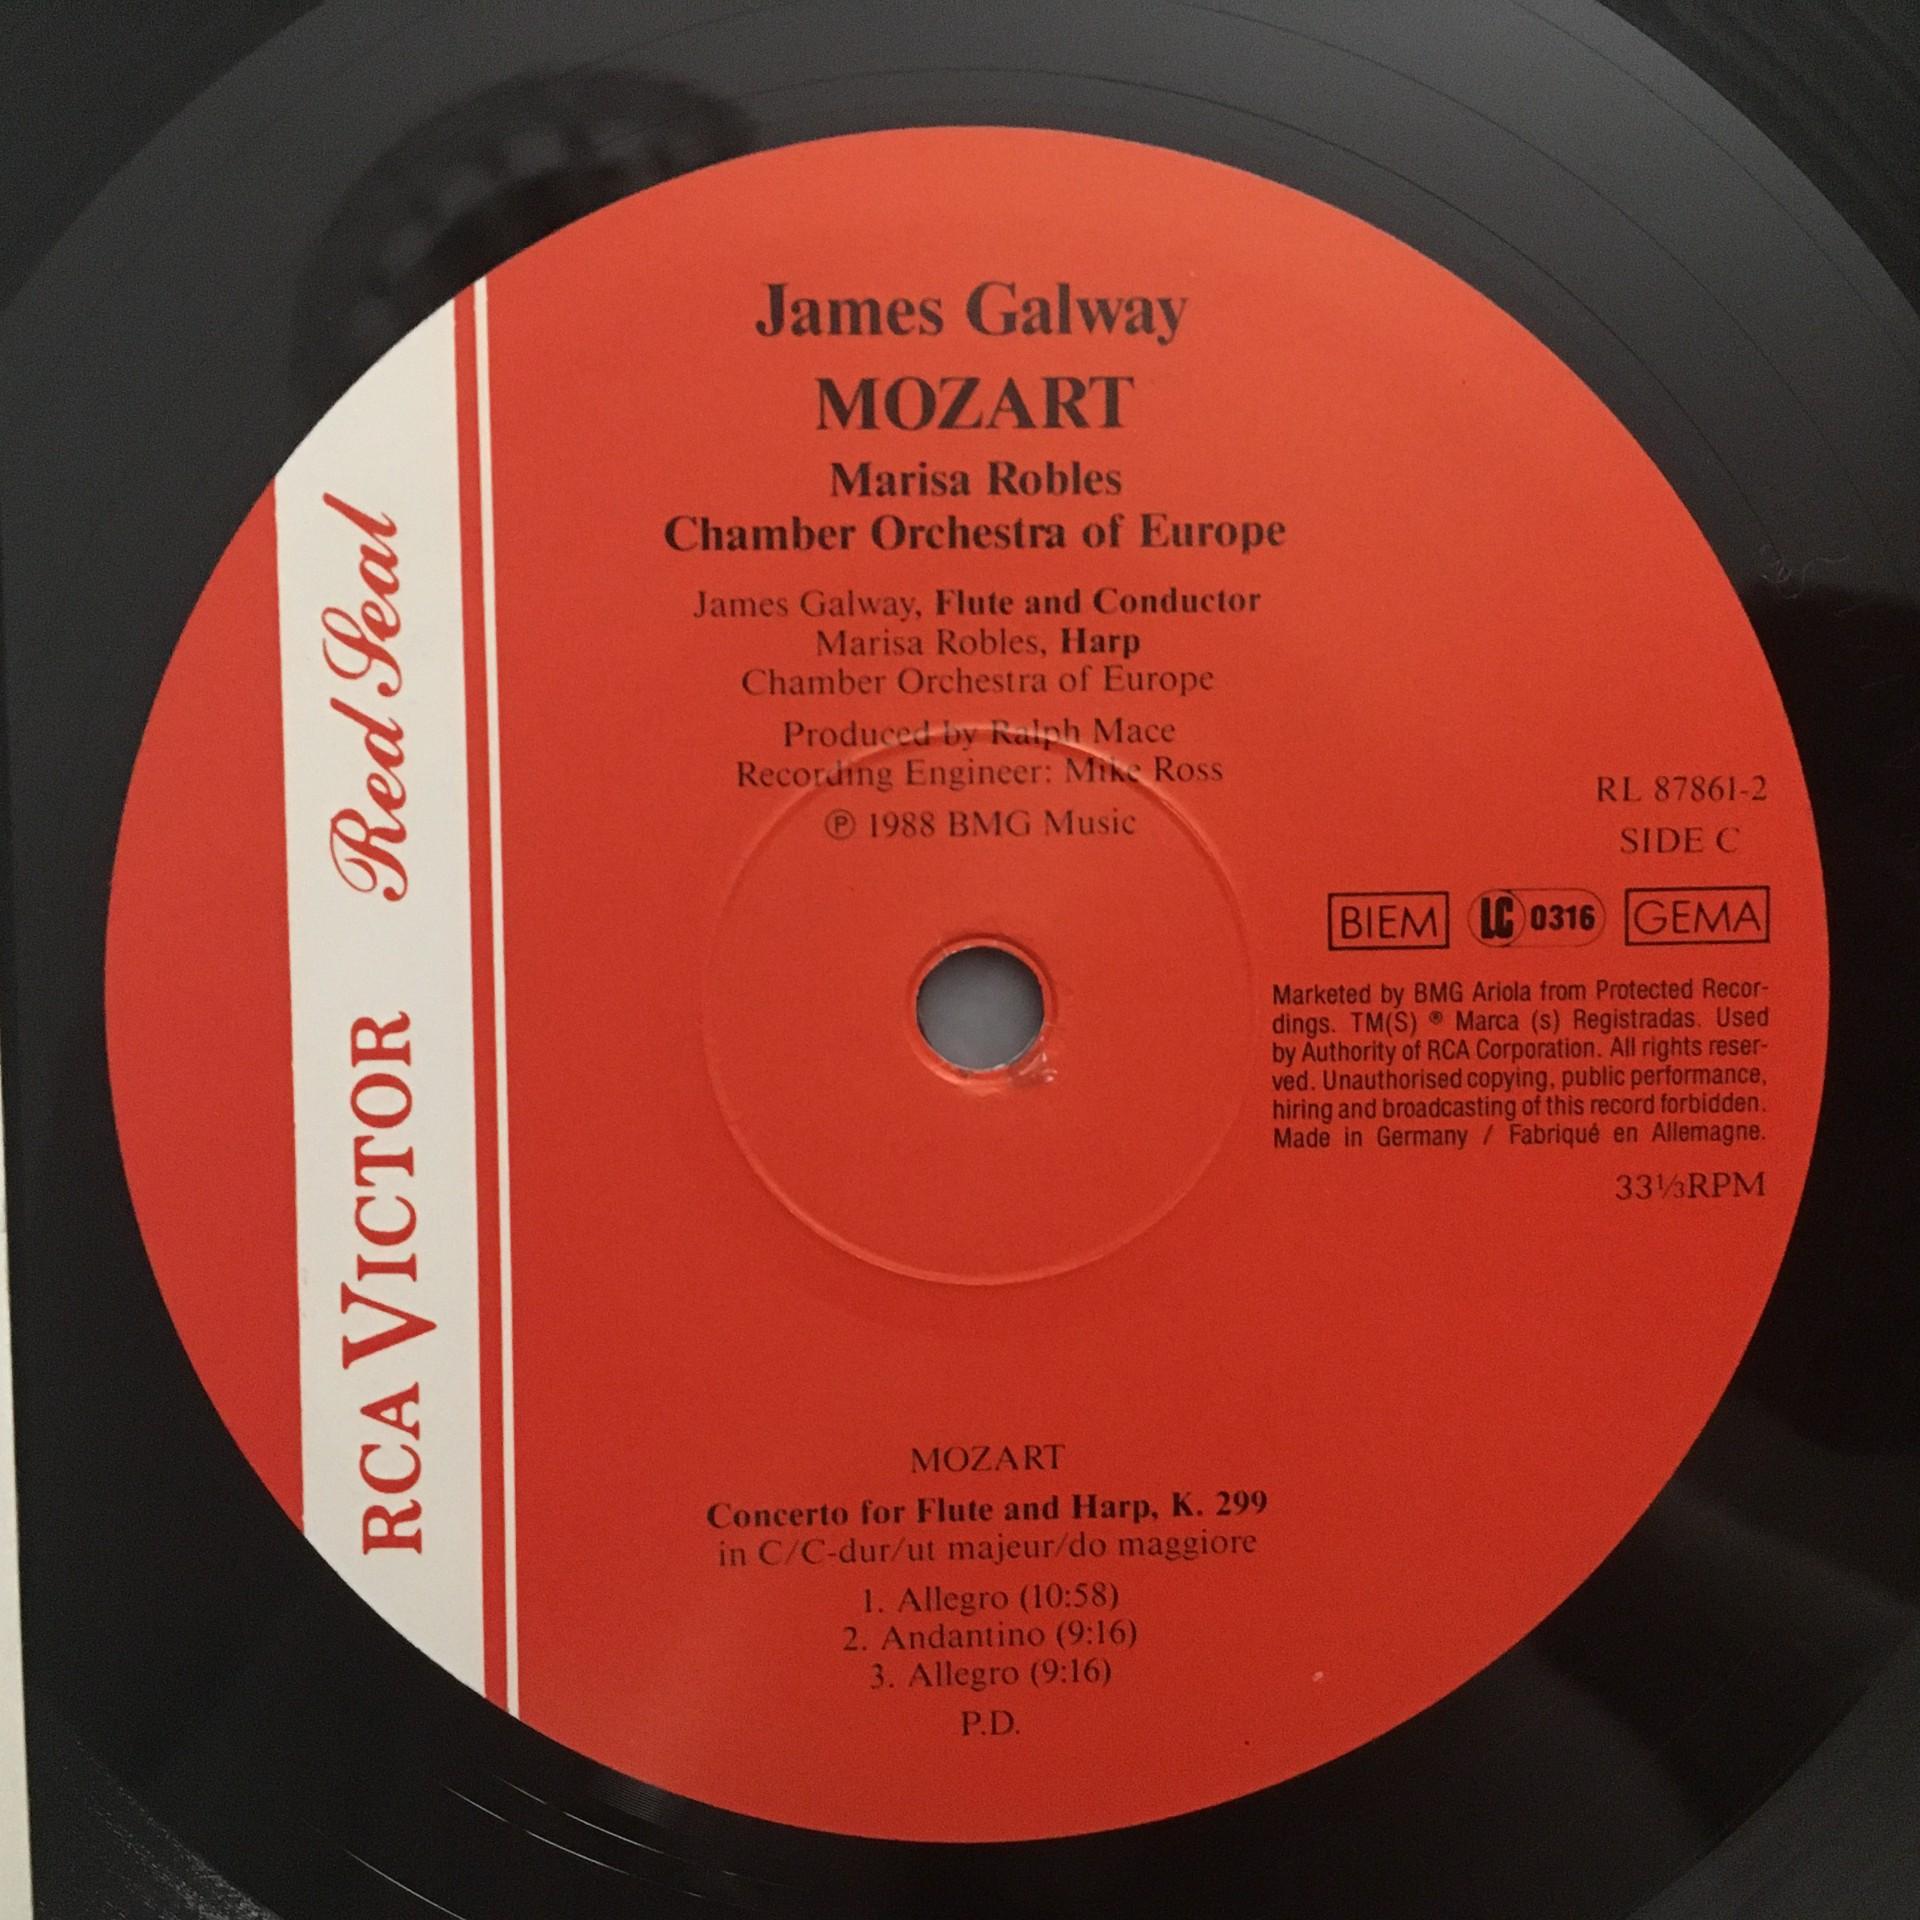 James Galway
MOZART
Marisa Robles
Chamber Orchestra of Europe
James Galway, Flute and Conductor
Marisa Robles, Harp
Chamber Orchestra of Europe
Produced by Ralph Mace
Recording Engineer: Mike Ross
℗ 1988 BMG Music
RCA VICTOR Red Seal
RL 87861-2
SIDE C
BIEM LC 0316 GEMA
Marketed by BMG Ariola from Protected Recor-
dings. TM(S) ® Marca (s) Registradas. Used
by Authority of RCA Corporation. All rights reser-
ved. Unauthorised copying, public performance,
hiring and broadcasting of this record forbidden.
Made in Germany / Fabriqué en Allemagne.
33⅓RPM
MOZART
Concerto for Flute and Harp, K. 299
in C/C-dur/ut majeur/do maggiore
1. Allegro (10:58)
2. Andantino (9:16)
3. Allegro (9:16)
P.D.